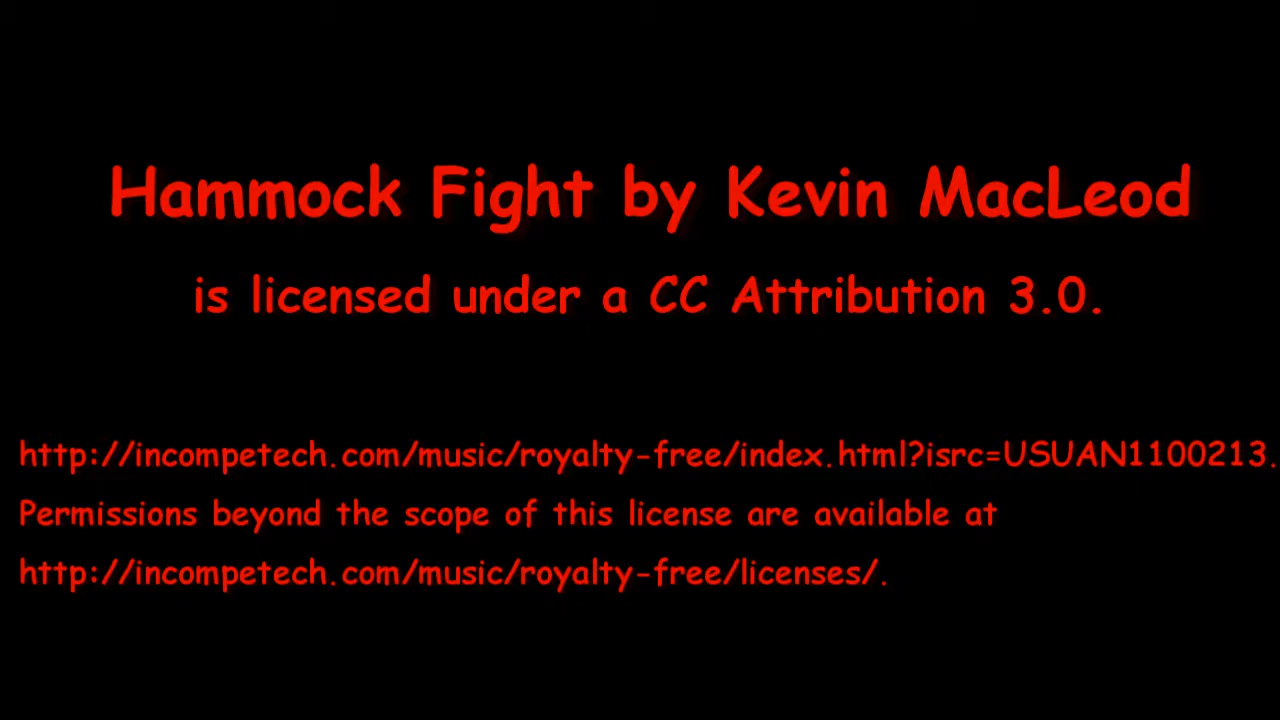 Hammock Fight by Kevin MacLeod
is licensed under a CC Attribution 3.0.
http://incompetech.com/music/royalty-free/index.html?isrc=USUAN1100213.
Permissions beyond the scope of this license are available at
http://incompetech.com/music/royalty-free/licenses/.